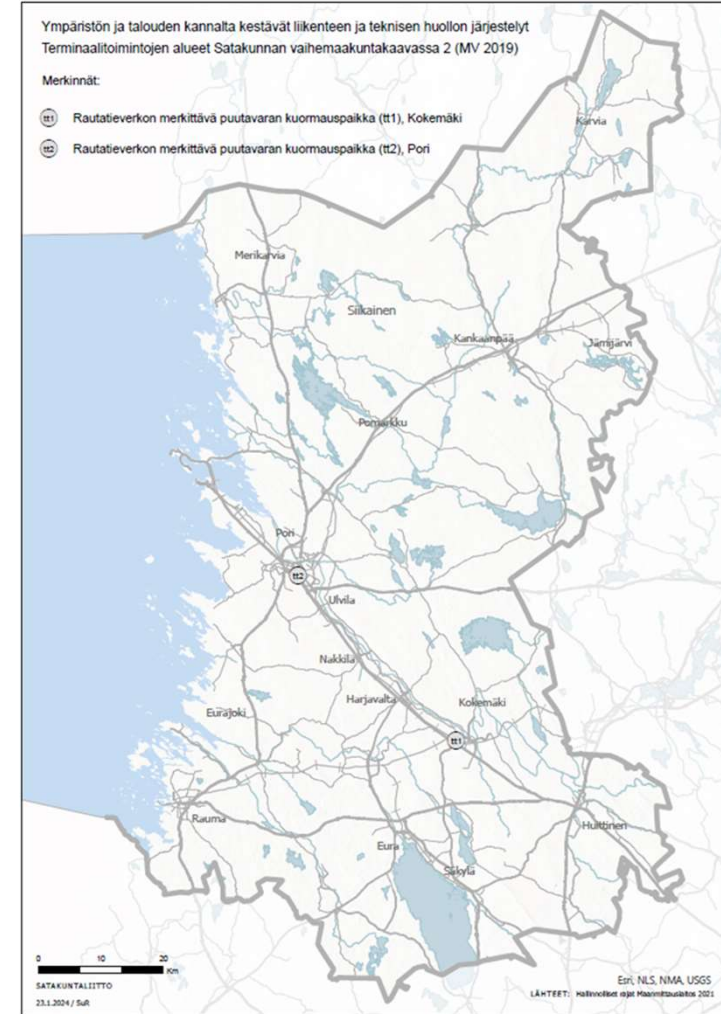 Ympäristön ja talouden kannalta kestävät liikenteen ja teknisen huollon järjestelyt
Terminaalitoimintojen alueet Satakunnan vaihemaakuntakaavassa 2 (MV 2019)
Merkinnät:
tt1 Rautatieverkon merkittävä puutavaran kuormauspaikka (tt1), Kokemäki
tt2 Rautatieverkon merkittävä puutavaran kuormauspaikka (tt2), Pori
Karvia
Merikarvia
Siikainen
Kankaanpää
Jämijärvi
Pomarkku
Pori
tt2
Ulvila
Nakkila
Harjavalta
Kokemäki
Eurajoki
tt1
Rauma
Huittinen
Eura
Säkylä
0 10 20
Km
SATAKUNTALIITTO
23.1.2024 / SuR
Esri, NLS, NMA, USGS
LÄHTEET: Hallinnolliset rajat Maanmittauslaitos 2021